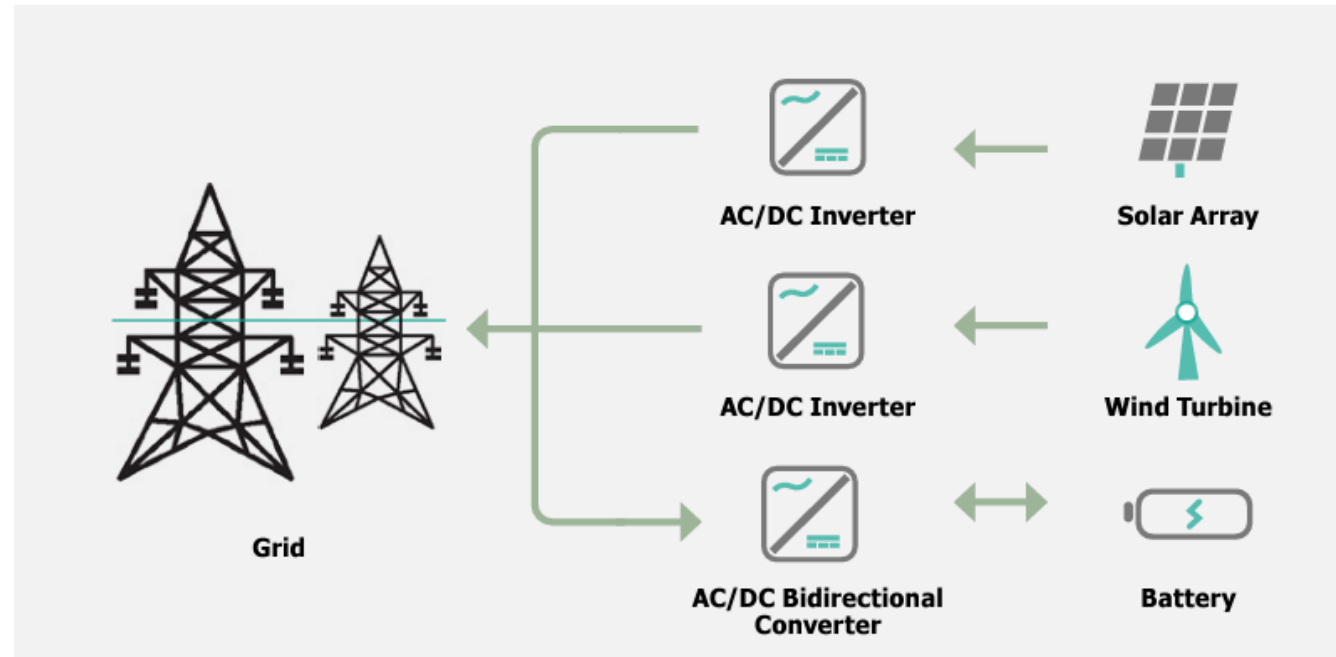 AC/DC Inverter
Solar Array
AC/DC Inverter
Wind Turbine
Grid
AC/DC Bidirectional
Converter
Battery